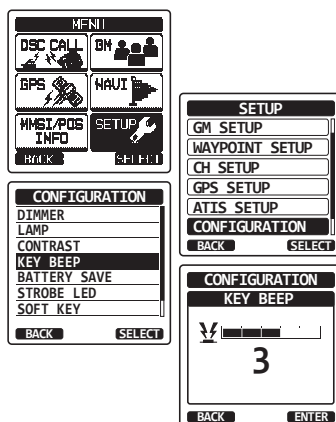 MENU
DSC CALL
GM
GPS
NAVI
MMSI/POS
INFO
SETUP
BACK SELECT
SETUP
GM SETUP
WAYPOINT SETUP
CH SETUP
GPS SETUP
ATIS SETUP
CONFIGURATION
BACK SELECT
CONFIGURATION
DIMMER
LAMP
CONTRAST
KEY BEEP
BATTERY SAVE
STROBE LED
SOFT KEY
BACK SELECT
CONFIGURATION
KEY BEEP
3
BACK ENTER